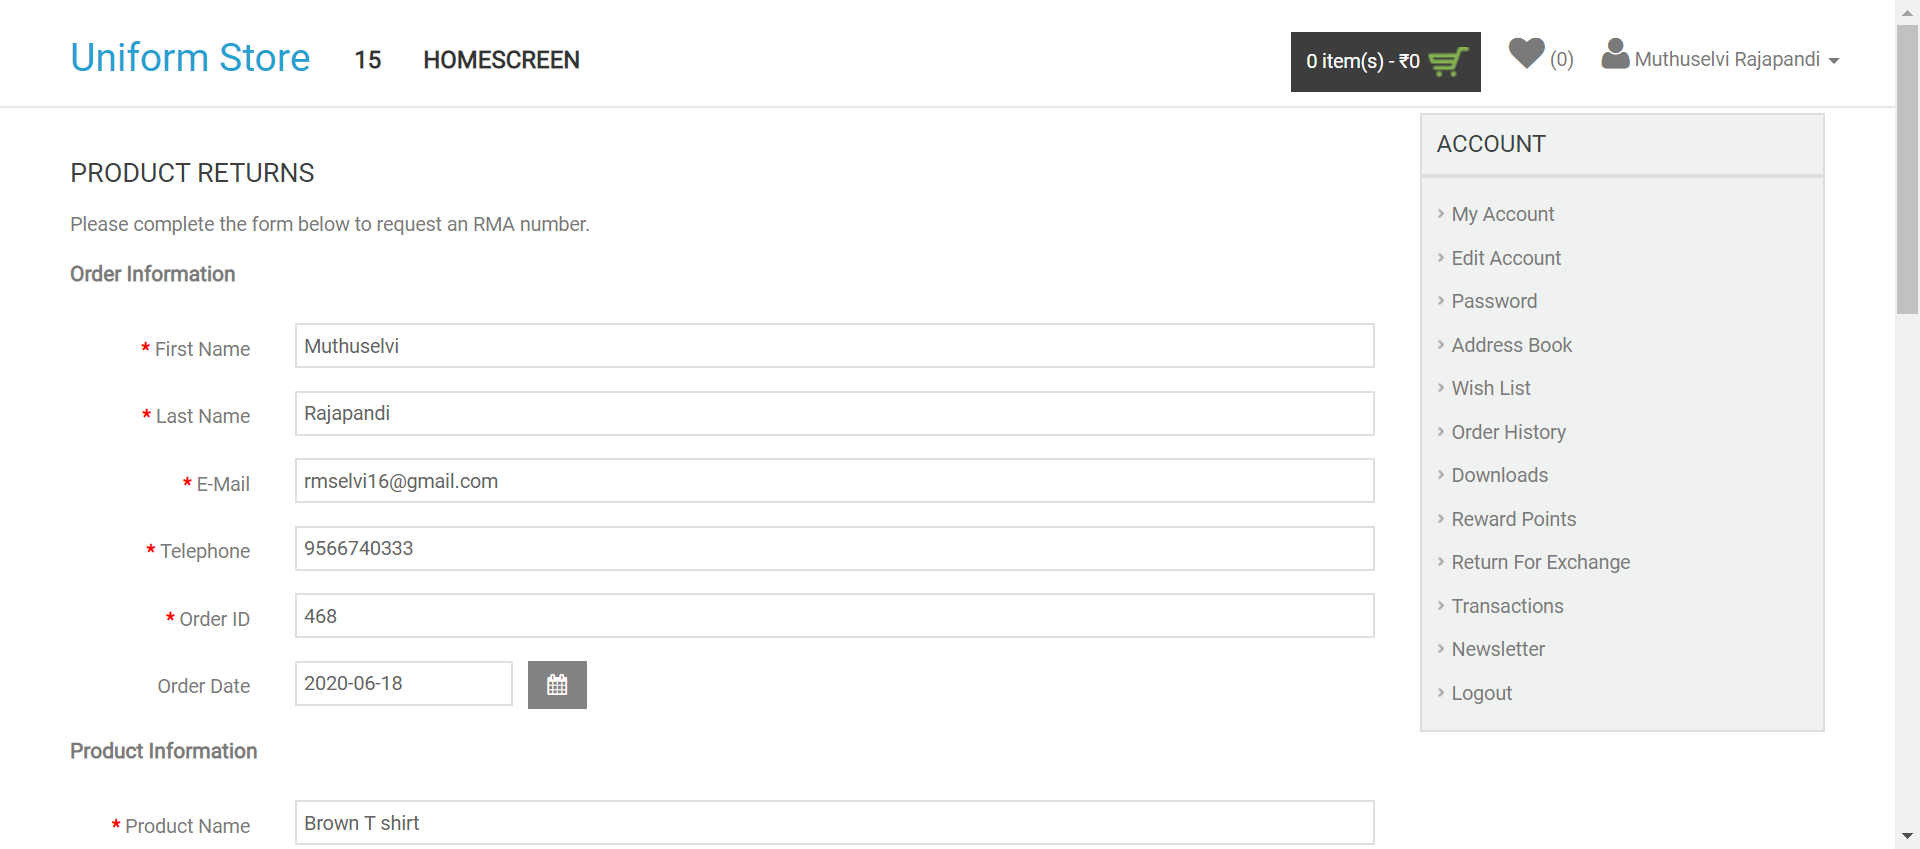 Uniform Store 15 HOMESCREEN 0 item(s) - ₹0 (0) Muthuselvi Rajapandi
PRODUCT RETURNS
Please complete the form below to request an RMA number.
Order Information
* First Name Muthuselvi
* Last Name Rajapandi
* E-Mail rmselvi16@gmail.com
* Telephone 9566740333
* Order ID 468
Order Date 2020-06-18
Product Information
* Product Name Brown T shirt
ACCOUNT
My Account
Edit Account
Password
Address Book
Wish List
Order History
Downloads
Reward Points
Return For Exchange
Transactions
Newsletter
Logout